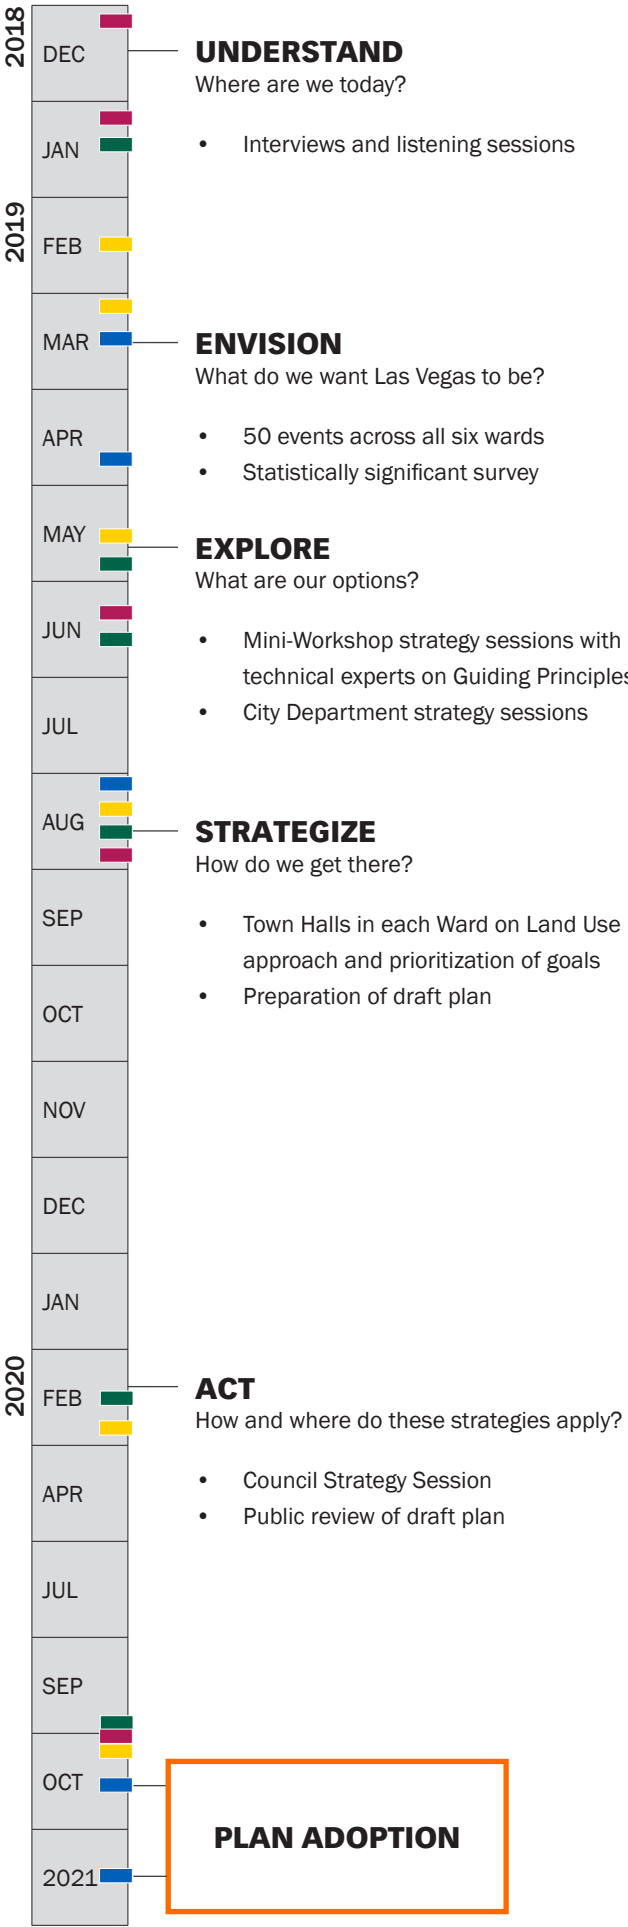 2018
DEC
UNDERSTAND
Where are we today?
JAN
• Interviews and listening sessions
2019
FEB
MAR
ENVISION
What do we want Las Vegas to be?
APR
• 50 events across all six wards
• Statistically significant survey
MAY
EXPLORE
What are our options?
JUN
• Mini-Workshop strategy sessions with
technical experts on Guiding Principles
• City Department strategy sessions
JUL
AUG
STRATEGIZE
How do we get there?
SEP
• Town Halls in each Ward on Land Use
approach and prioritization of goals
• Preparation of draft plan
OCT
NOV
DEC
JAN
2020
FEB
ACT
How and where do these strategies apply?
APR
• Council Strategy Session
• Public review of draft plan
JUL
SEP
OCT
PLAN ADOPTION
2021